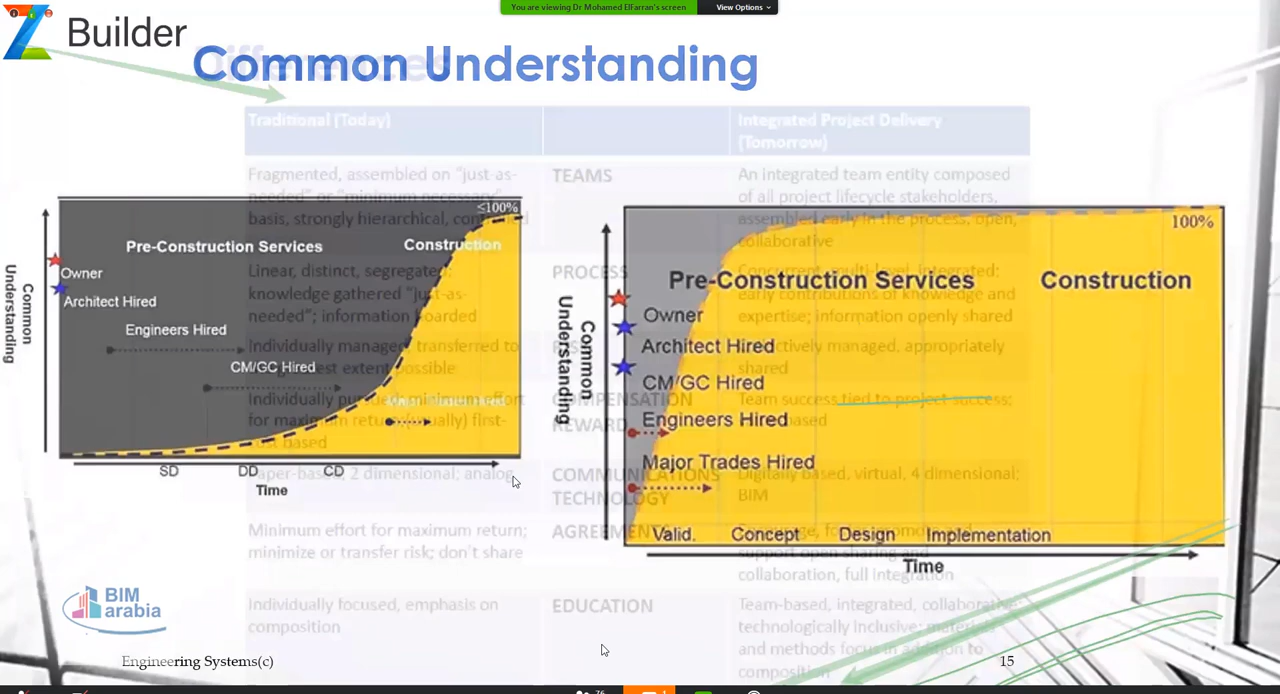 You are viewing Dr Mohamed ElFarran's screen
View Options
Builder
Common Understanding
Traditional (Today)
Integrated Project Delivery
(Tomorrow)
Fragmented, assembled on "just-as-
needed" or "minimum necessary"
basis, strongly hierarchical,
TEAMS
An integrated team entity composed
of all project lifecycle stakeholders,
assembled early in the process, open,
collaborative
Linear, distinct, segregated;
knowledge gathered "just-as-
needed"; information hoarded
PROCESS
Concurrent, multi-level, integrated;
early contributions of knowledge and
expertise; information openly shared
Individually managed, transferred to
extent possible
managed, appropriately
shared
Individually effort
for maximum return (usually) first-
based
COMPENSATION
REWARD
Team success tied to project success;
based
Paper-based, 2 dimensional; analog
COMMUNICATIONS
TECHNOLOGY
Digitally based, virtual, 4 dimensional;
BIM
Minimum effort for maximum return;
minimize or transfer risk; don't share
AGREEMENTS
Encourage, foster, promote and
support open sharing and
collaboration, full integration
Individually focused, emphasis on
composition
EDUCATION
Team-based, integrated, collaborative
technologically inclusive;
and methods focus in addition to
composition
<100%
Pre-Construction Services
Construction
Owner
Architect Hired
Engineers Hired
CM/GC Hired
Common
Understanding
SD
DD
CD
Time
100%
Pre-Construction Services
Construction
Owner
Architect Hired
CM/GC Hired
Engineers Hired
Major Trades Hired
Common
Understanding
Valid.
Concept
Design
Implementation
Time
BIM
arabia
Engineering Systems(c)
15
76
1